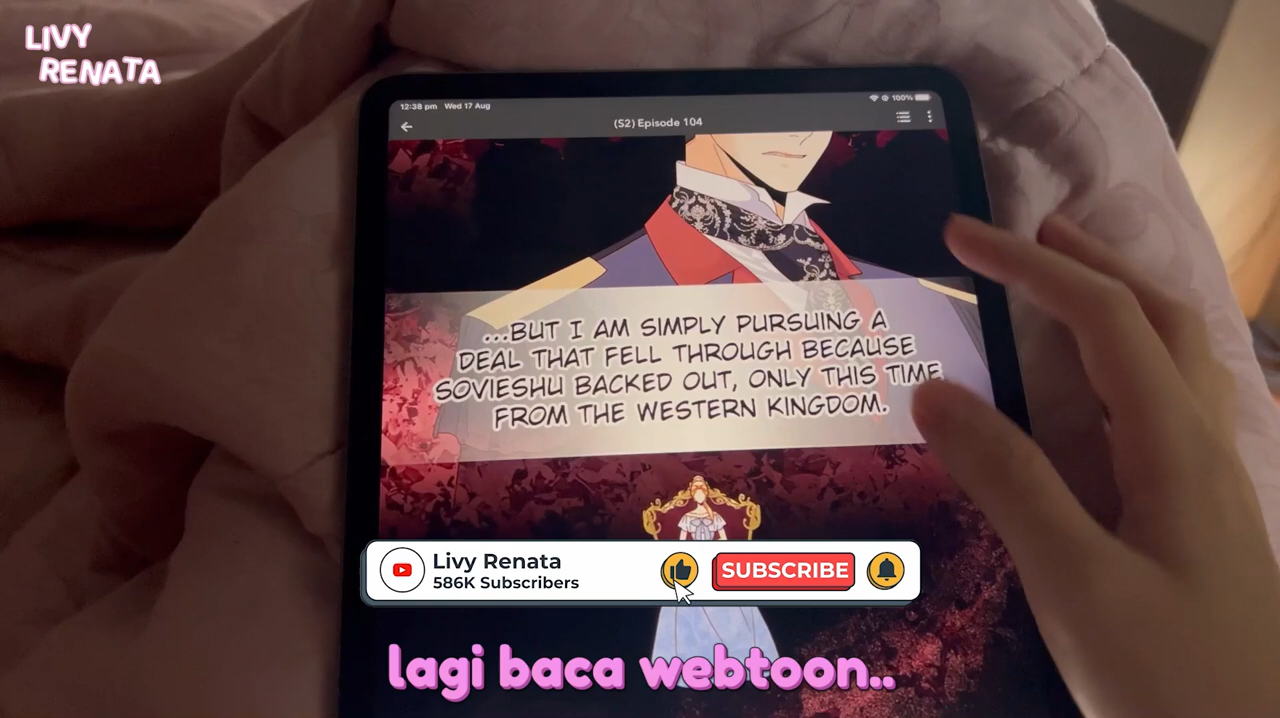 LIVY
RENATA
12:38 pm Wed 17 Aug
100%
(S2) Episode 104
...BUT I AM SIMPLY PURSUING A
DEAL THAT FELL THROUGH BECAUSE
SOVIESHU BACKED OUT, ONLY THIS TIME
FROM THE WESTERN KINGDOM.
Livy Renata
586K Subscribers
SUBSCRIBE
lagi baca webtoon..